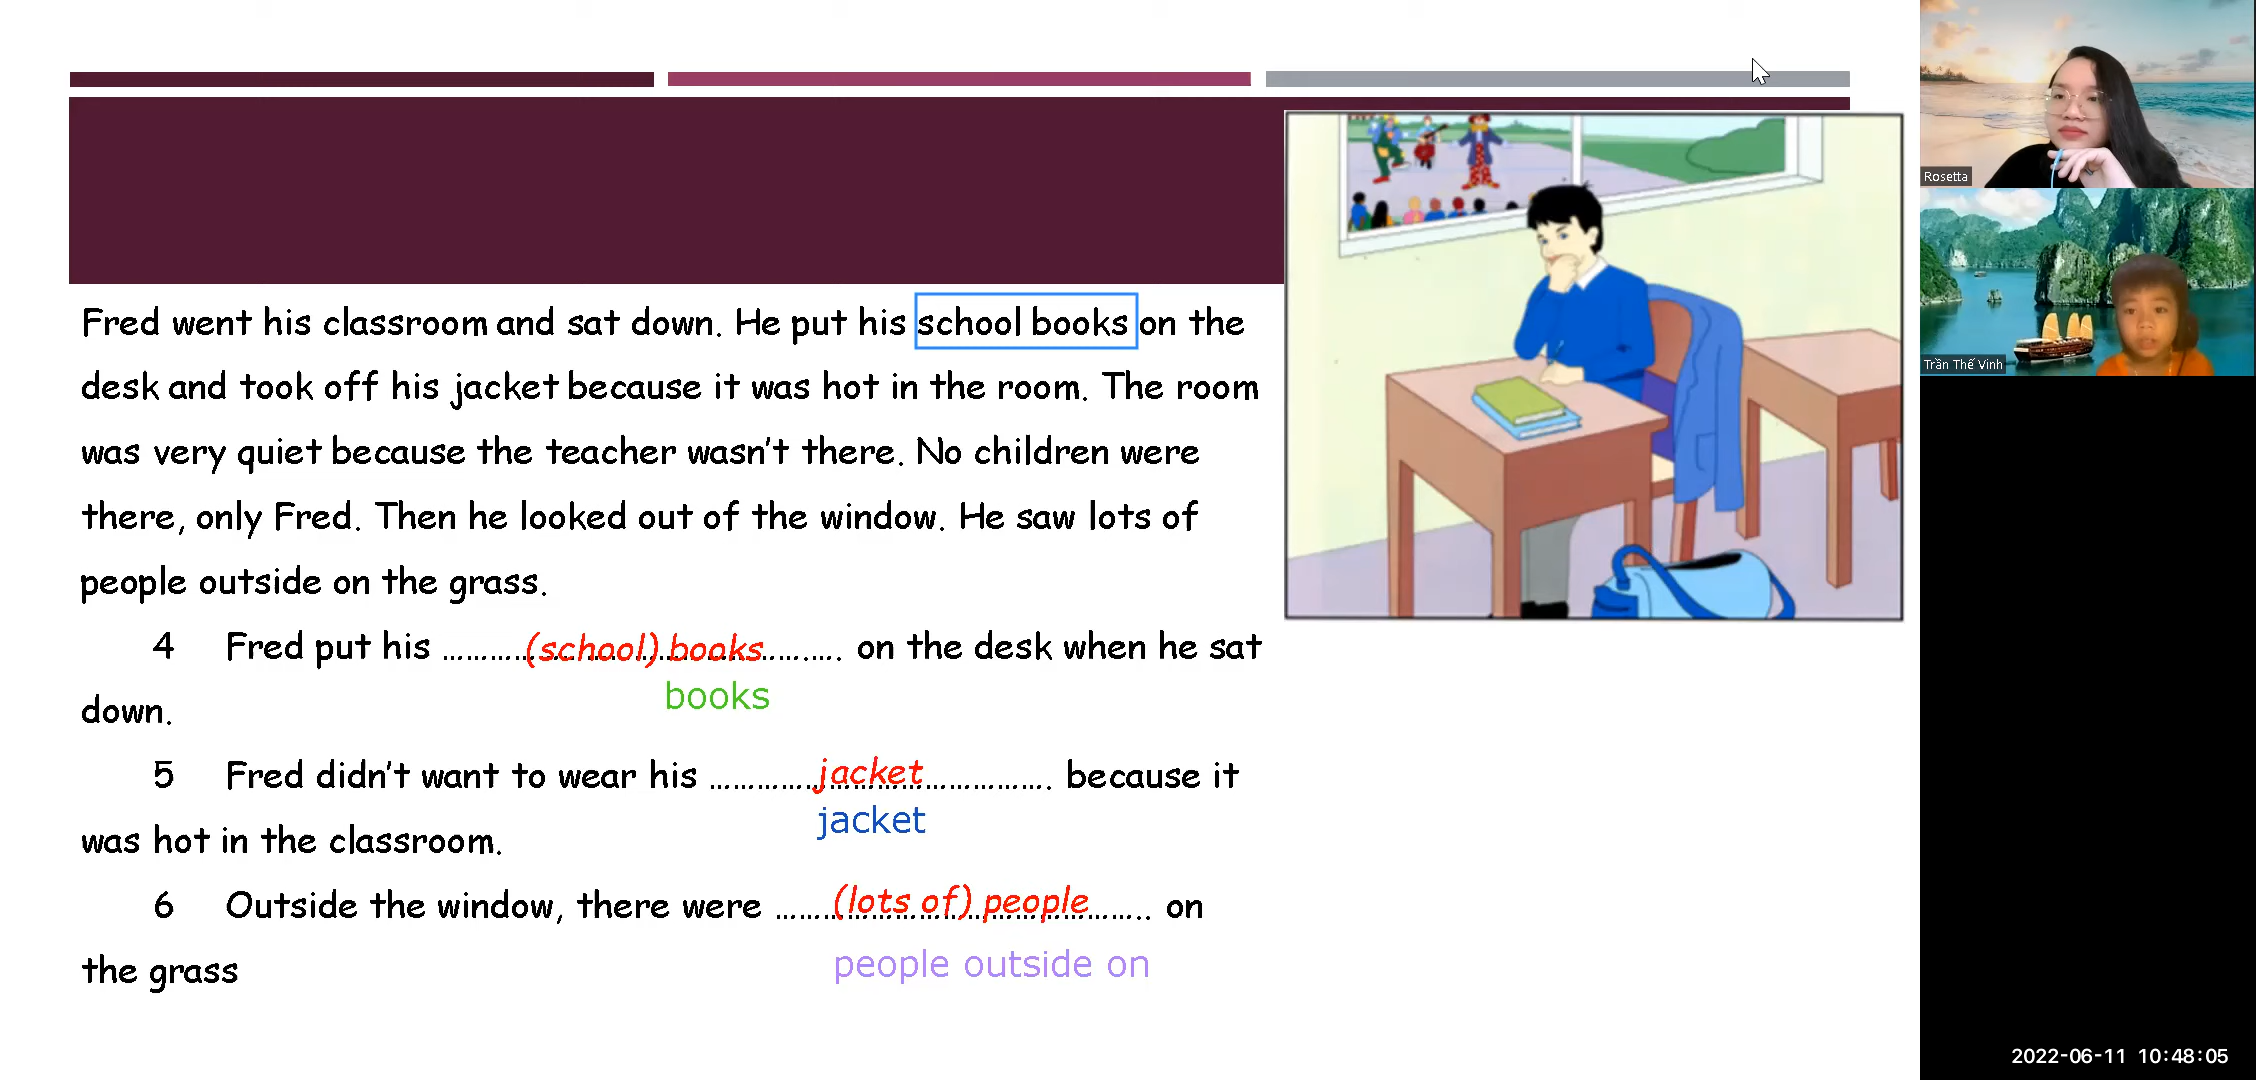 Fred went his classroom and sat down. He put his school books on the
desk and took off his jacket because it was hot in the room. The room
was very quiet because the teacher wasn't there. No children were
there, only Fred. Then he looked out of the window. He saw lots of
people outside on the grass.
4 Fred put his ................(school) books................ on the desk when he sat
books
down.
5 Fred didn't want to wear his ................jacket................ because it
jacket
was hot in the classroom.
6 Outside the window, there were ................(lots of) people................ on
people outside on
the grass
Rosetta
Trần Thế Vinh
2022-06-11 10:48:05